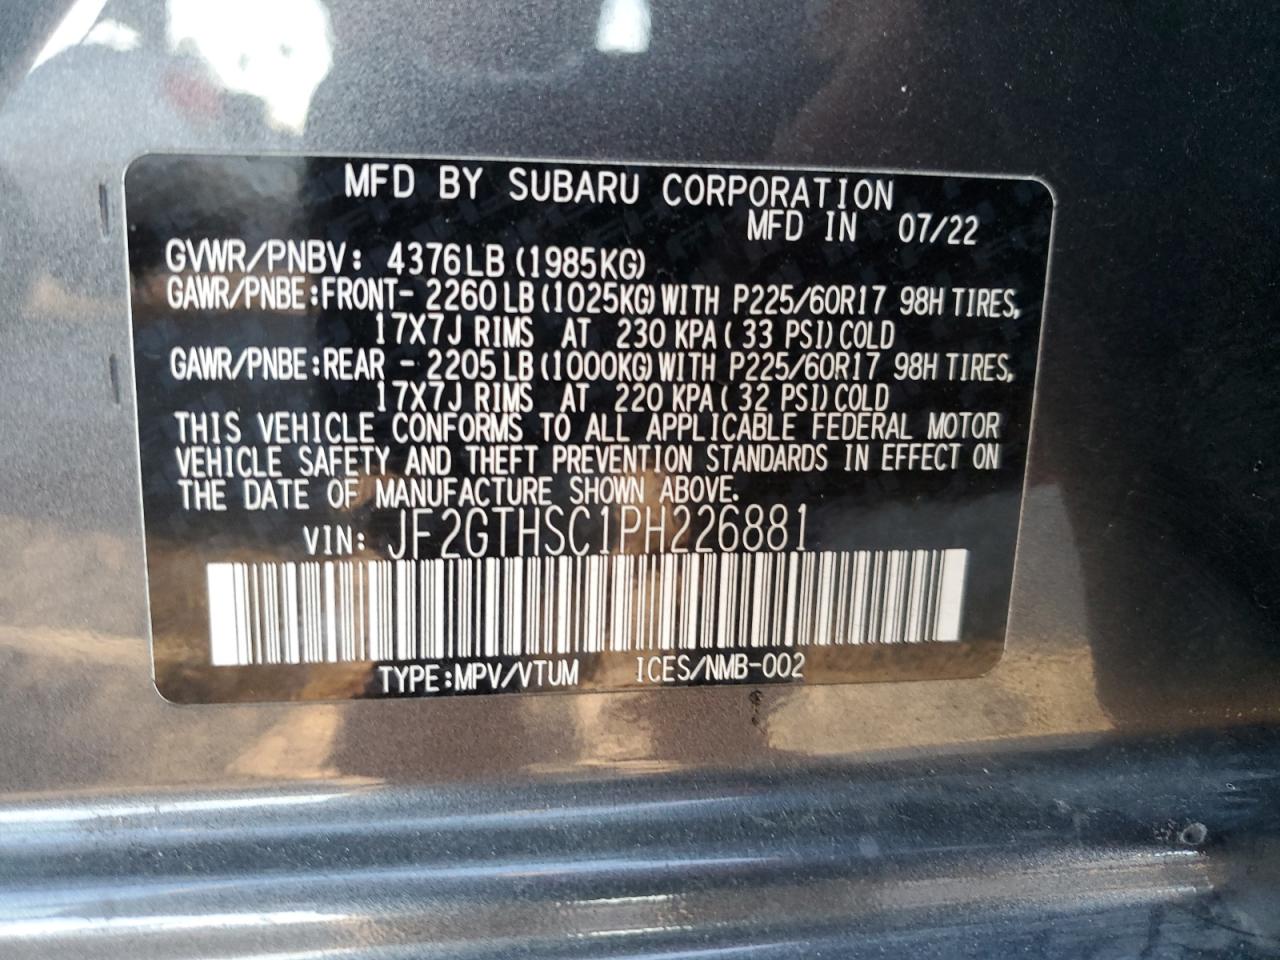 MFD BY SUBARU CORPORATION
MFD IN 07/22
GVWR/PNBV: 4376LB (1985KG)
GAWR/PNBE:FRONT- 2260 LB (1025KG) WITH P225/60R17 98H TIRES,
17X7J RIMS AT 230 KPA ( 33 PSI) COLD
GAWR/PNBE:REAR - 2205 LB (1000KG) WITH P225/60R17 98H TIRES,
17X7J RIMS AT 220 KPA ( 32 PSI) COLD
THIS VEHICLE CONFORMS TO ALL APPLICABLE FEDERAL MOTOR
VEHICLE SAFETY AND THEFT PREVENTION STANDARDS IN EFFECT ON
THE DATE OF MANUFACTURE SHOWN ABOVE.
VIN: JF2GTHSC1PH226881
TYPE:MPV/VTUM ICES/NMB-002